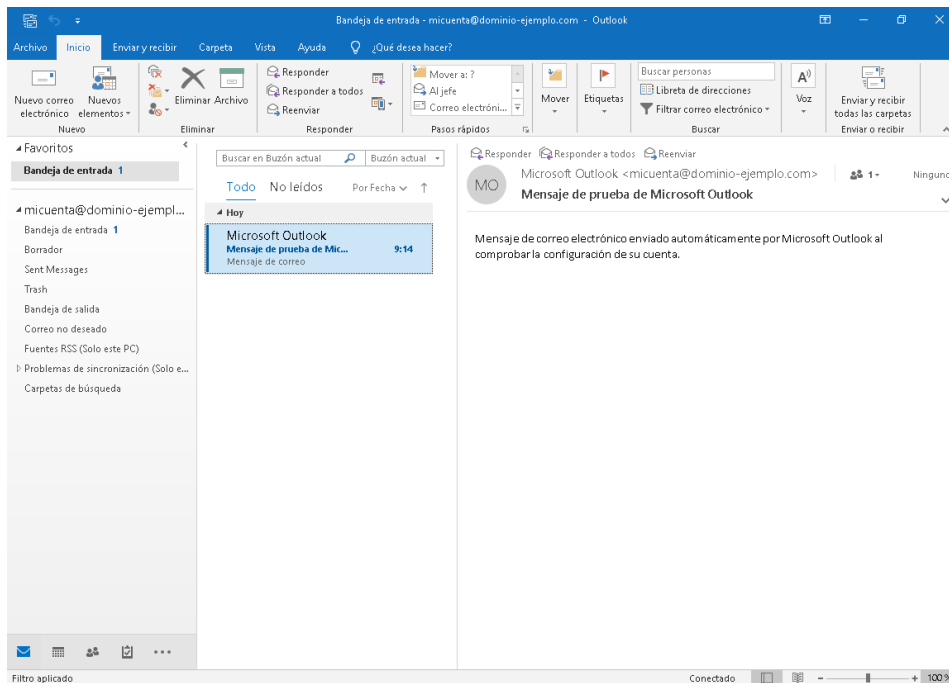 Bandeja de entrada - micuenta@dominio-ejemplo.com - Outlook
Archivo Inicio Enviar y recibir Carpeta Vista Ayuda ¿Qué desea hacer?
Nuevo correo electrónico
Nuevos elementos
Nuevo
Eliminar
Archivo
Eliminar
Responder
Responder a todos
Reenviar
Responder
Mover a: ?
Al jefe
Correo electróni...
Pasos rápidos
Mover
Etiquetas
Buscar personas
Libreta de direcciones
Filtrar correo electrónico
Buscar
A
Voz
Enviar y recibir
todas las carpetas
Enviar o recibir
Favoritos
Bandeja de entrada 1
micuenta@dominio-ejempl...
Bandeja de entrada 1
Borrador
Sent Messages
Trash
Bandeja de salida
Correo no deseado
Fuentes RSS (Solo este PC)
Problemas de sincronización (Solo e...
Carpetas de búsqueda
Buscar en Buzón actual
Buzón actual
Todo No leídos Por Fecha
Hoy
Microsoft Outlook
Mensaje de prueba de Mic... 9:14
Mensaje de correo
Responder Responder a todos Reenviar
MO
Microsoft Outlook <micuenta@dominio-ejemplo.com>
1
Ninguno
Mensaje de prueba de Microsoft Outlook
Mensaje de correo electrónico enviado automáticamente por Microsoft Outlook al
comprobar la configuración de su cuenta.
Filtro aplicado
Conectado
100 %